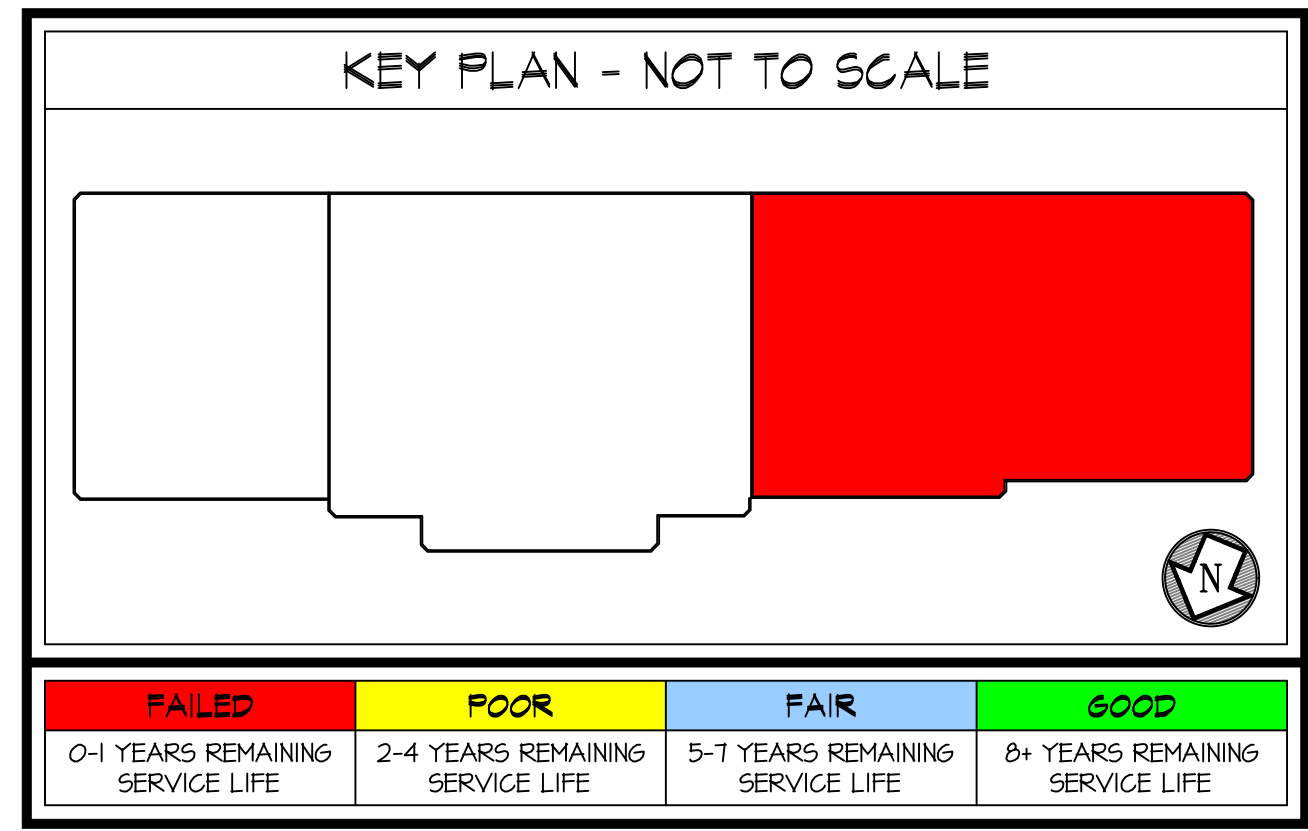 KEY PLAN - NOT TO SCALE
N
FAILED
0-1 YEARS REMAINING
SERVICE LIFE
POOR
2-4 YEARS REMAINING
SERVICE LIFE
FAIR
5-7 YEARS REMAINING
SERVICE LIFE
GOOD
8+ YEARS REMAINING
SERVICE LIFE